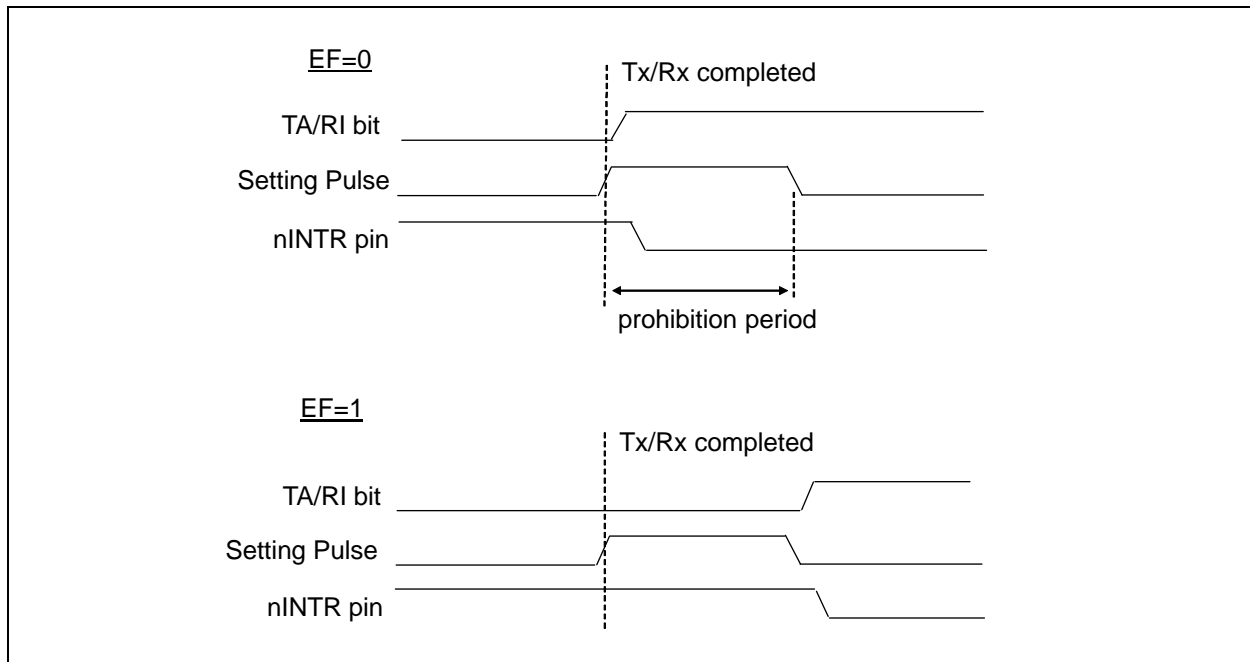 EF=0
Tx/Rx completed
TA/RI bit
Setting Pulse
nINTR pin
prohibition period
EF=1
Tx/Rx completed
TA/RI bit
Setting Pulse
nINTR pin